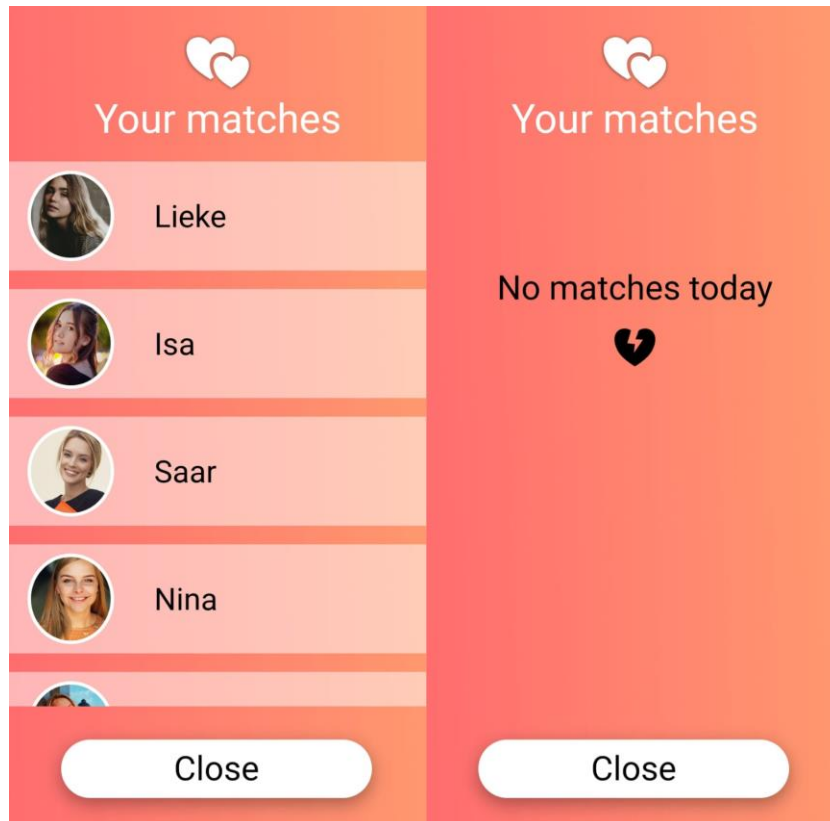 Your matches
Lieke
Isa
Saar
Nina
Close
Your matches
No matches today
Close